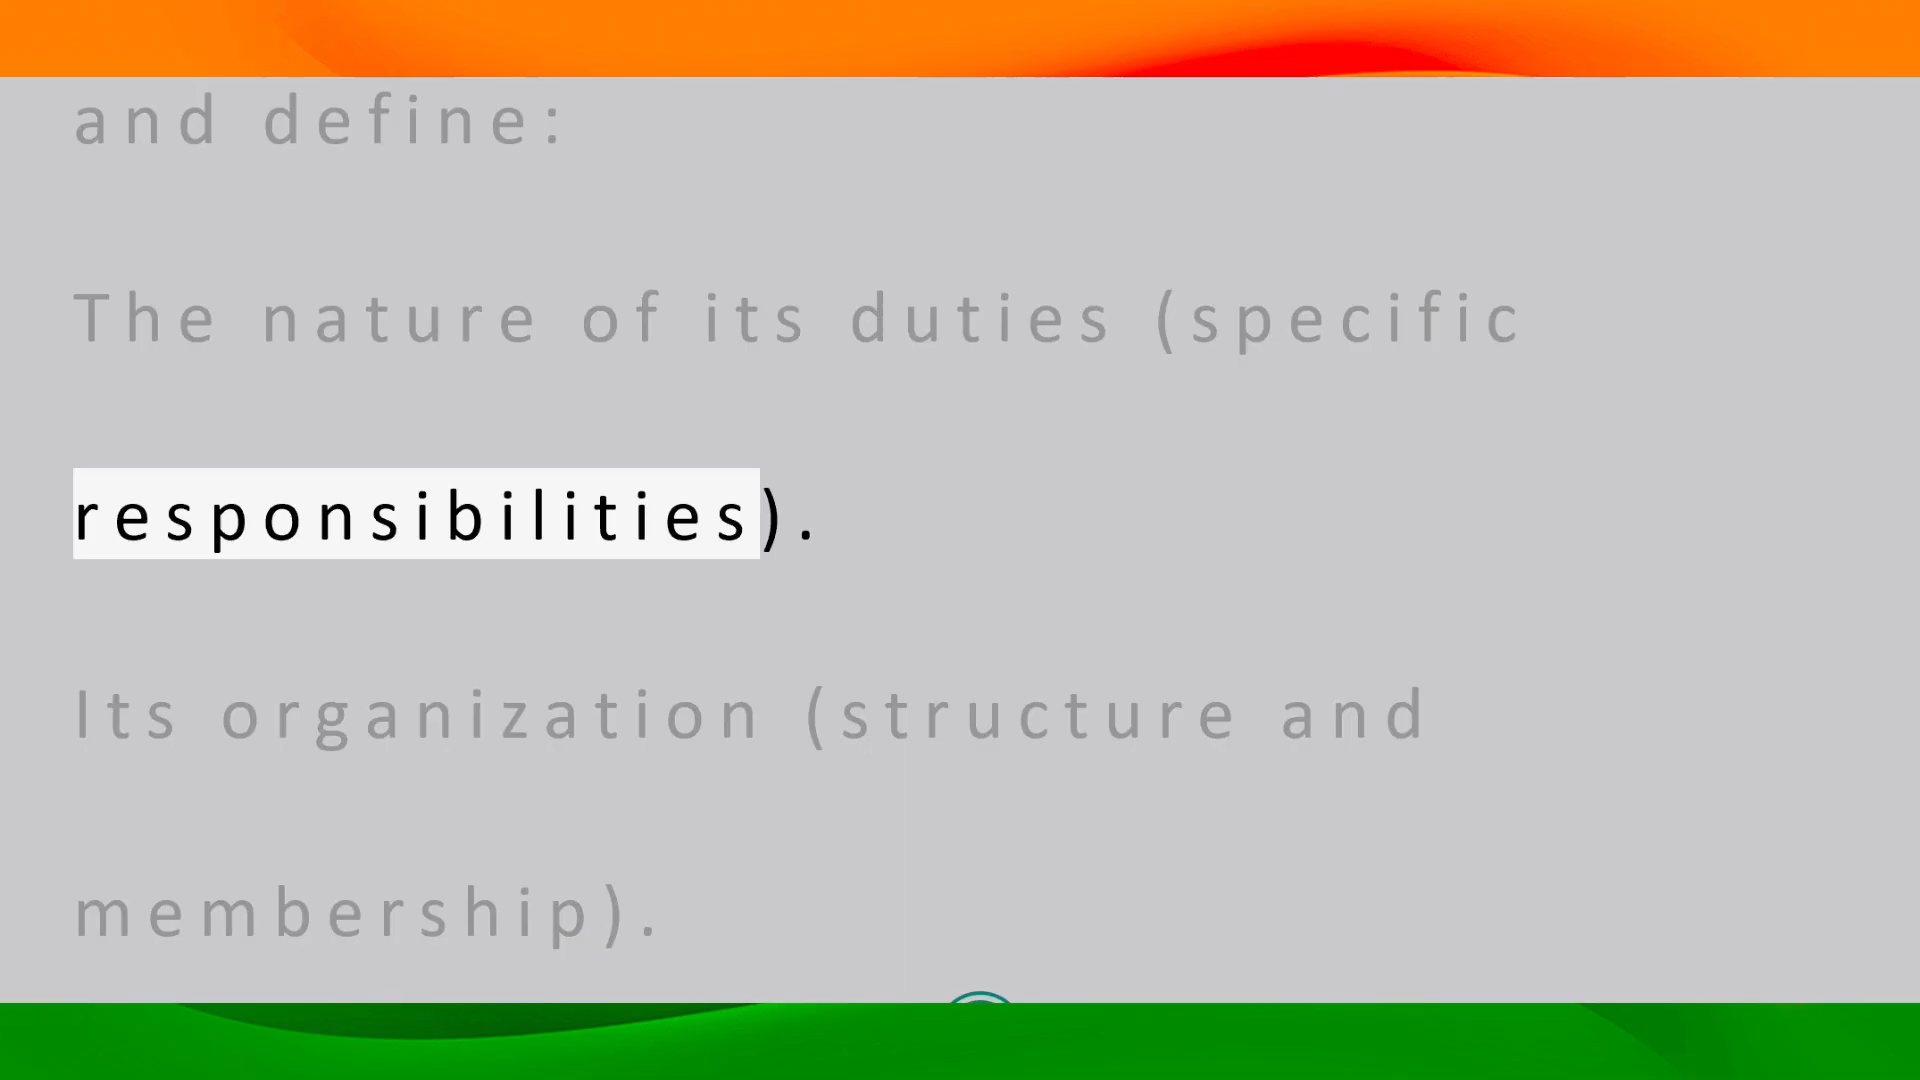 and define:
The nature of its duties (specific
responsibilities).
Its organization (structure and
membership).